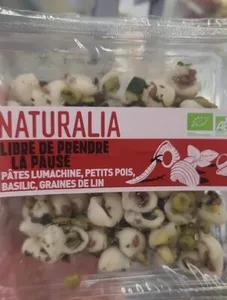 NATURALIA
LIBRE DE PRENDRE
LA PAUSE
PÂTES LUMACHINE, PETITS POIS,
BASILIC, GRAINES DE LIN